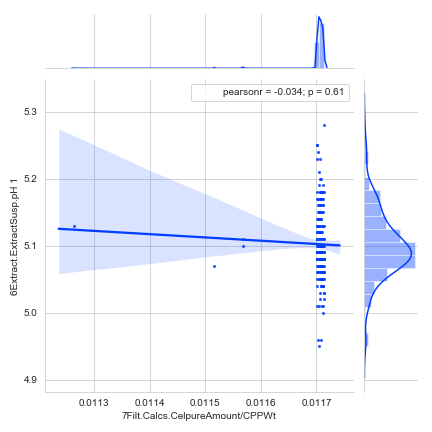 pearsonr = -0.034; p = 0.61
5.3
5.2
5.1
5.0
4.9
6Extract.ExtractSusp.pH 1
0.0113 0.0114 0.0115 0.0116 0.0117
7Filt.Calcs.CelpureAmount/CPPWt